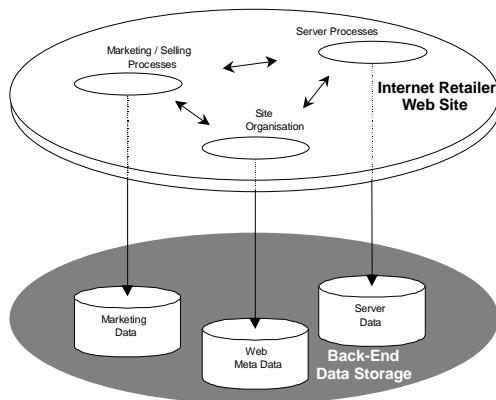 Server Processes
Marketing / Selling
Processes
Internet Retailer
Web Site
Site
Organisation
Marketing
Data
Server
Data
Web
Meta Data
Back-End
Data Storage